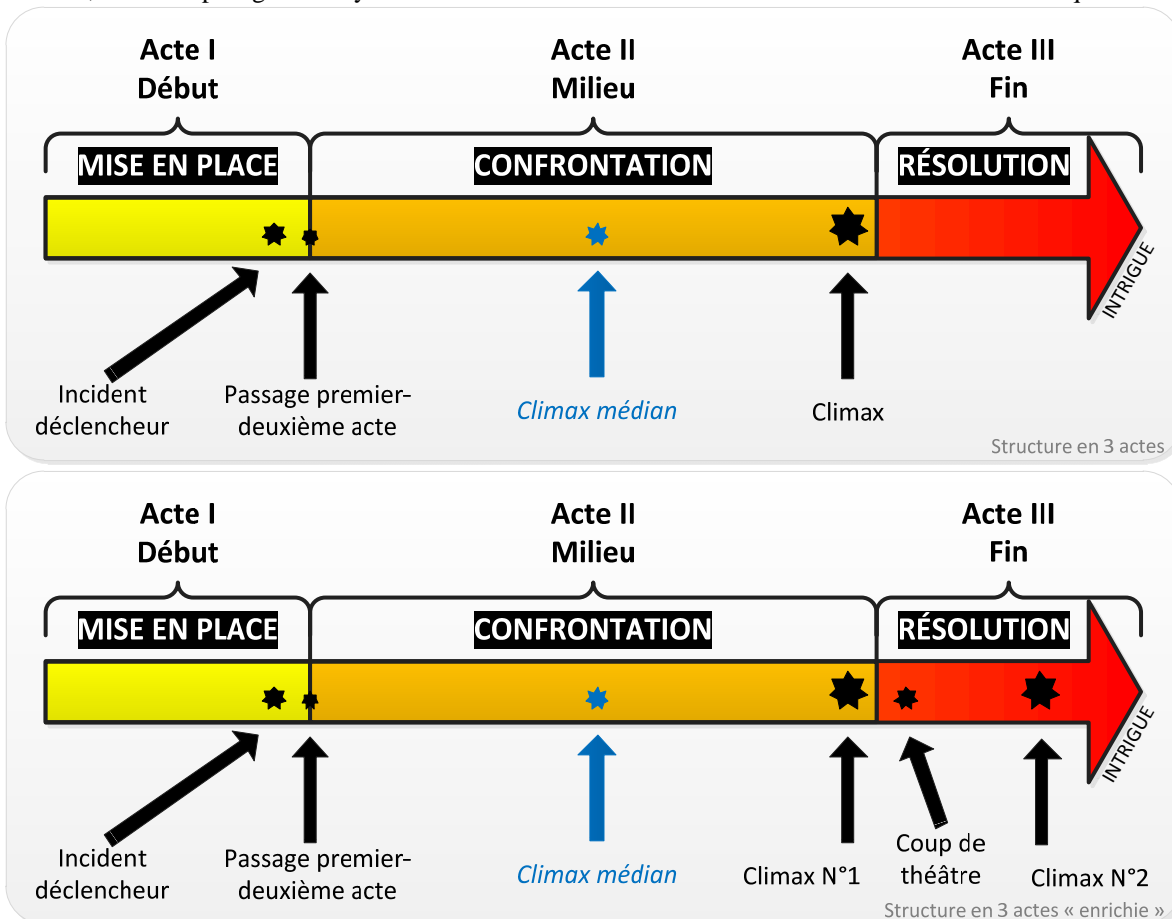 Acte I
Début
Acte II
Milieu
Acte III
Fin
MISE EN PLACE
CONFRONTATION
RÉSOLUTION
INTRIGUE
Incident
déclencheur
Passage premier-
deuxième acte
Climax médian
Climax
Structure en 3 actes
Acte I
Début
Acte II
Milieu
Acte III
Fin
MISE EN PLACE
CONFRONTATION
RÉSOLUTION
INTRIGUE
Incident
déclencheur
Passage premier-
deuxième acte
Climax médian
Climax N°1
Coup de
théâtre
Climax N°2
Structure en 3 actes « enrichie »